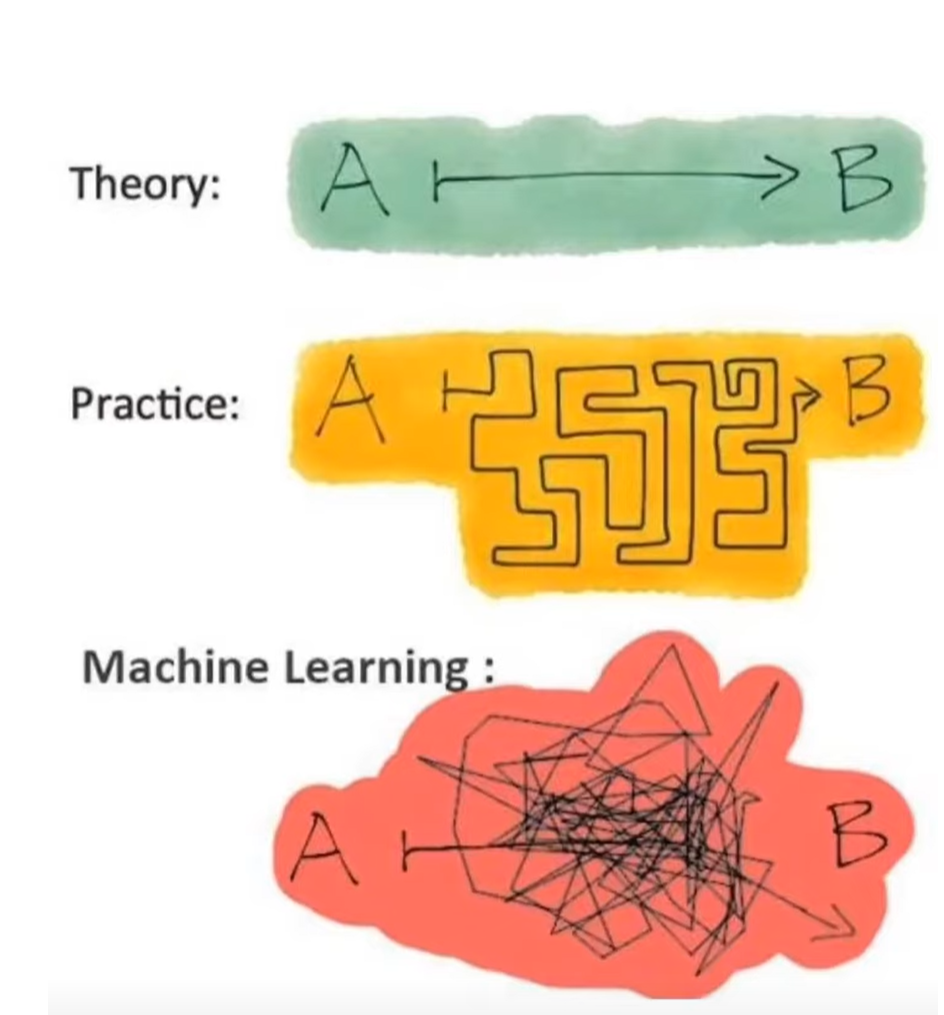 Theory: A B
Practice: A B
Machine Learning :
A B